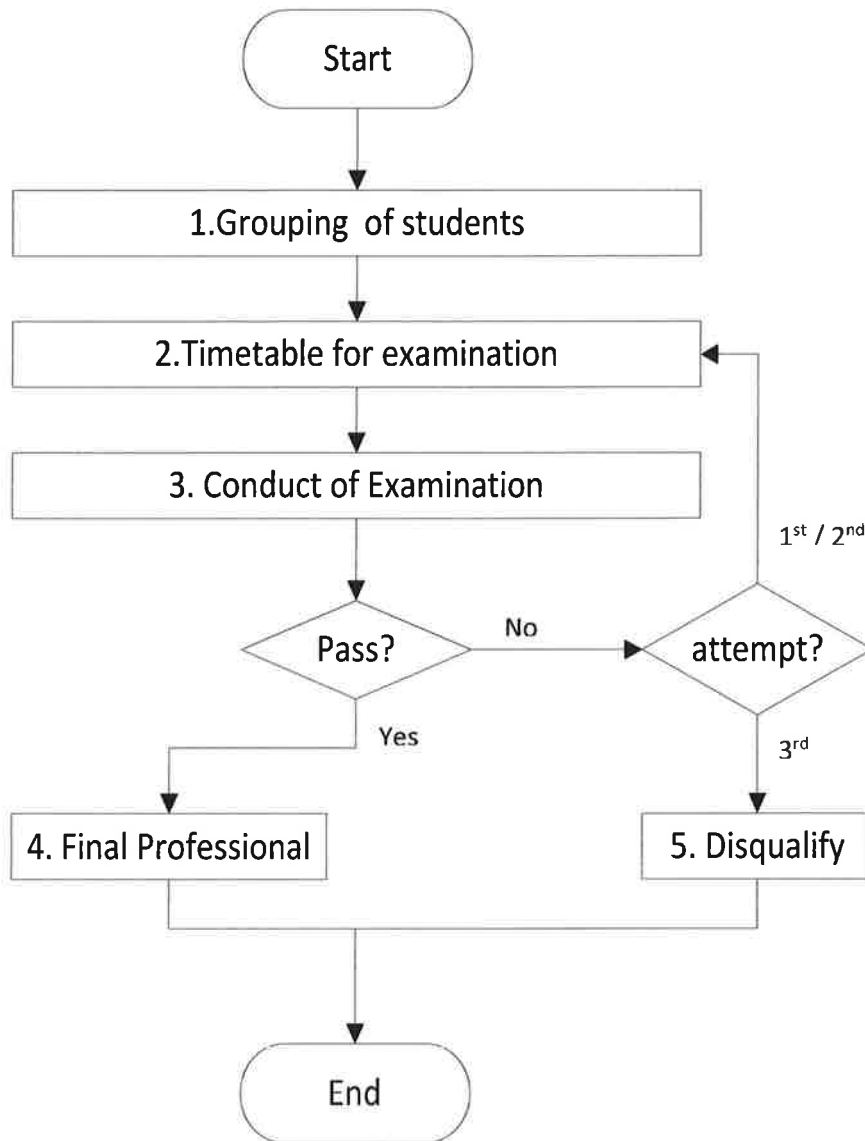 Start
1.Grouping of students
2.Timetable for examination
3. Conduct of Examination
1st / 2nd
Pass?
No
attempt?
Yes
3rd
4. Final Professional
5. Disqualify
End